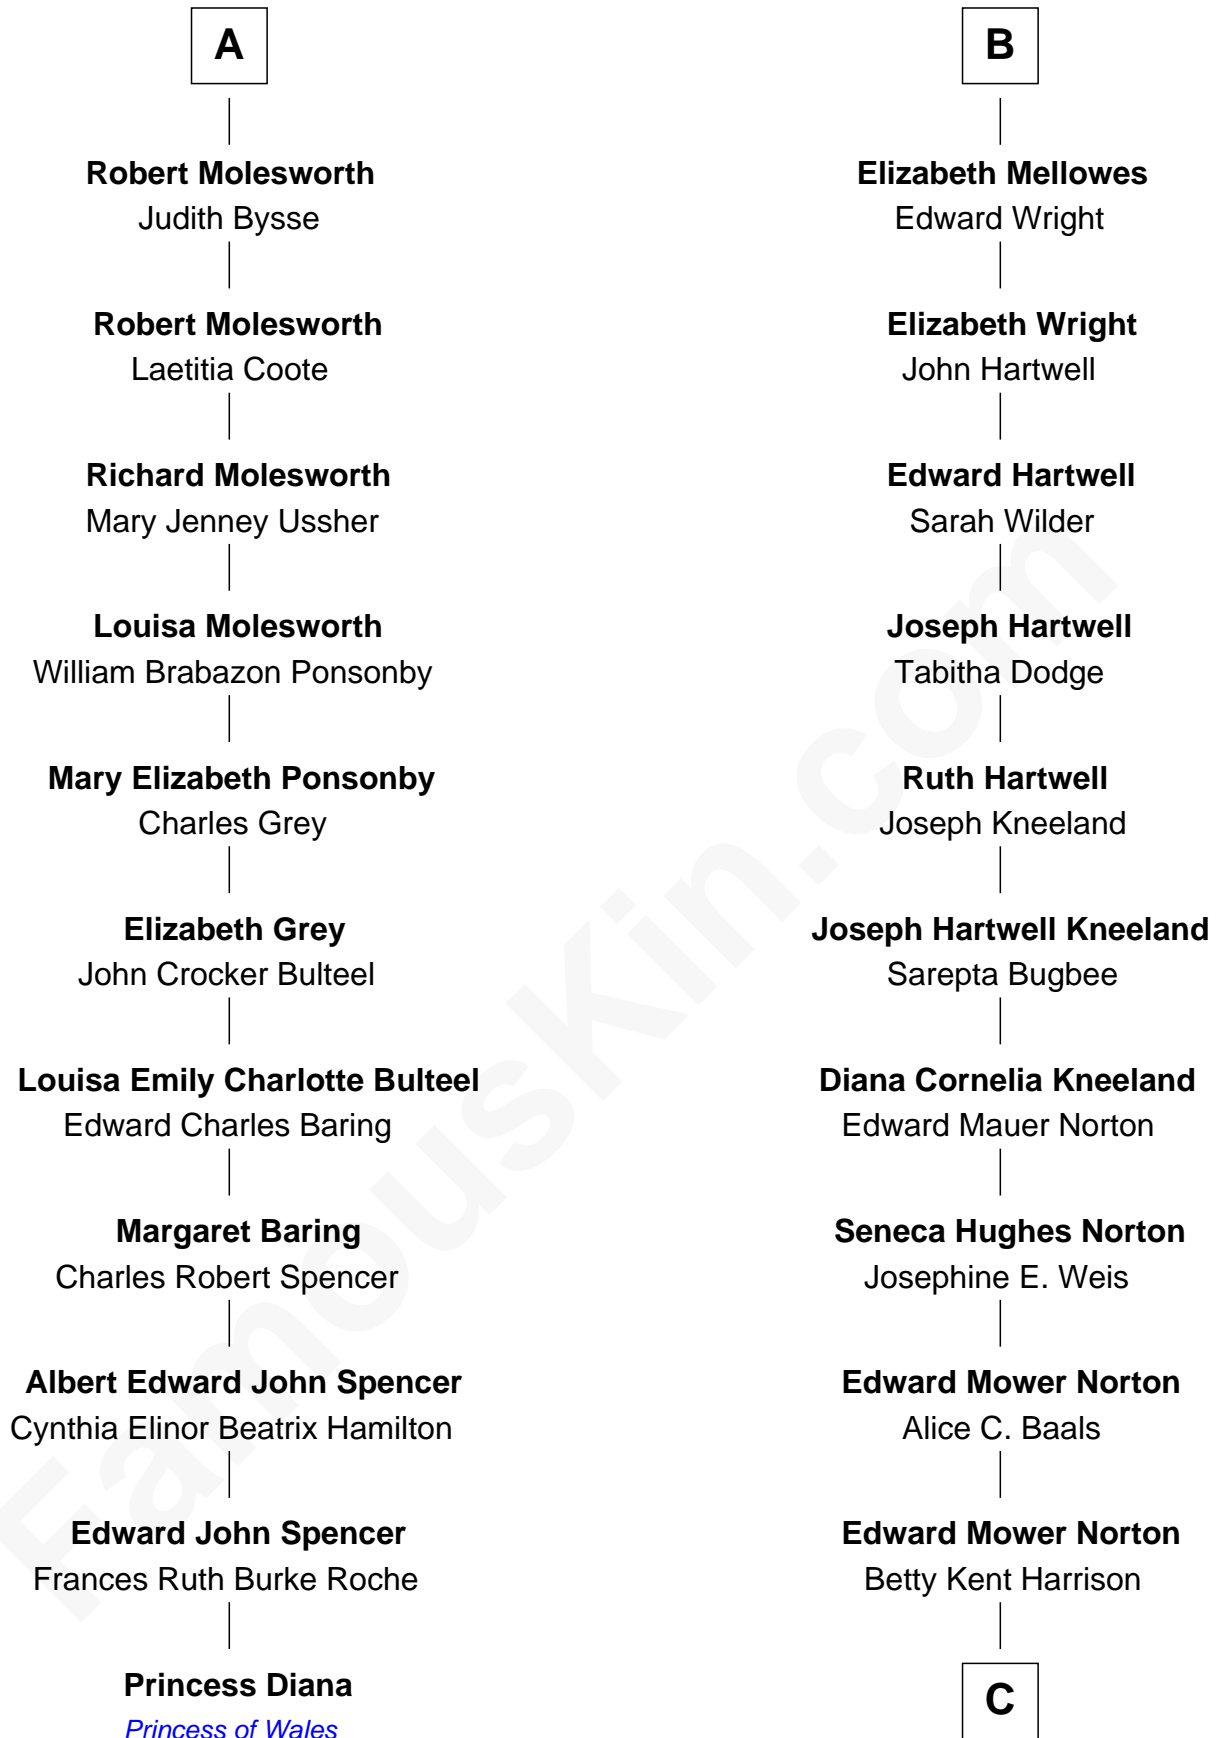 A
Robert Molesworth
Judith Bysse
Robert Molesworth
Laetitia Coote
Richard Molesworth
Mary Jenney Ussher
Louisa Molesworth
William Brabazon Ponsonby
Mary Elizabeth Ponsonby
Charles Grey
Elizabeth Grey
John Crocker Bulteel
Louisa Emily Charlotte Bulteel
Edward Charles Baring
Margaret Baring
Charles Robert Spencer
Albert Edward John Spencer
Cynthia Elinor Beatrix Hamilton
Edward John Spencer
Frances Ruth Burke Roche
Princess Diana
Princess of Wales
B
Elizabeth Mellowes
Edward Wright
Elizabeth Wright
John Hartwell
Edward Hartwell
Sarah Wilder
Joseph Hartwell
Tabitha Dodge
Ruth Hartwell
Joseph Kneeland
Joseph Hartwell Kneeland
Sarepta Bugbee
Diana Cornelia Kneeland
Edward Mauer Norton
Seneca Hughes Norton
Josephine E. Weis
Edward Mower Norton
Alice C. Baals
Edward Mower Norton
Betty Kent Harrison
C
FamousKin.com